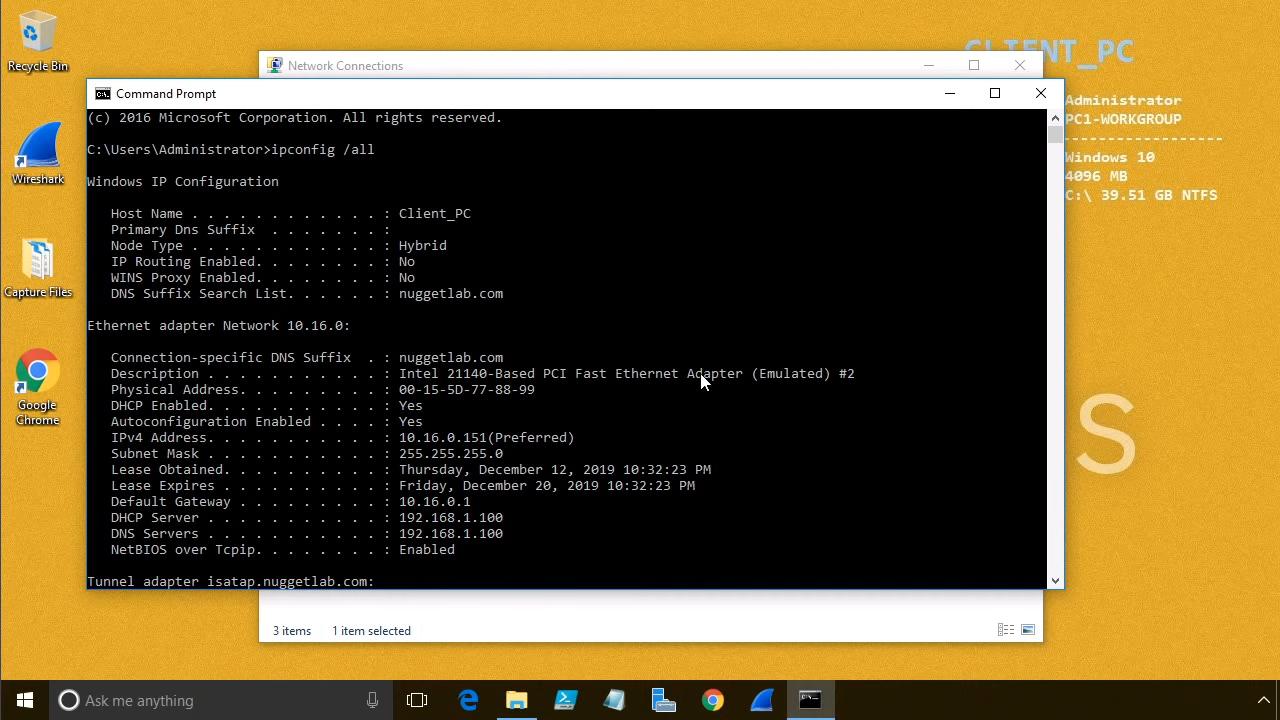 Recycle Bin
Wireshark
Capture Files
Google
Chrome
CLIENT_PC
Administrator
PC1-WORKGROUP
------------------
Windows 10
4096 MB
C:\ 39.51 GB NTFS
S
Network Connections
Command Prompt
(c) 2016 Microsoft Corporation. All rights reserved.
C:\Users\Administrator>ipconfig /all
Windows IP Configuration
Host Name . . . . . . . . . . . . : Client_PC
Primary Dns Suffix  . . . . . . . :
Node Type . . . . . . . . . . . . : Hybrid
IP Routing Enabled. . . . . . . . : No
WINS Proxy Enabled. . . . . . . . : No
DNS Suffix Search List. . . . . . : nuggetlab.com
Ethernet adapter Network 10.16.0:
Connection-specific DNS Suffix  . : nuggetlab.com
Description . . . . . . . . . . . : Intel 21140-Based PCI Fast Ethernet Adapter (Emulated) #2
Physical Address. . . . . . . . . : 00-15-5D-77-88-99
DHCP Enabled. . . . . . . . . . . : Yes
Autoconfiguration Enabled . . . . : Yes
IPv4 Address. . . . . . . . . . . : 10.16.0.151(Preferred)
Subnet Mask . . . . . . . . . . . : 255.255.255.0
Lease Obtained. . . . . . . . . . : Thursday, December 12, 2019 10:32:23 PM
Lease Expires . . . . . . . . . . : Friday, December 20, 2019 10:32:23 PM
Default Gateway . . . . . . . . . : 10.16.0.1
DHCP Server . . . . . . . . . . . : 192.168.1.100
DNS Servers . . . . . . . . . . . : 192.168.1.100
NetBIOS over Tcpip. . . . . . . . : Enabled
Tunnel adapter isatap.nuggetlab.com:
3 items 1 item selected
Ask me anything